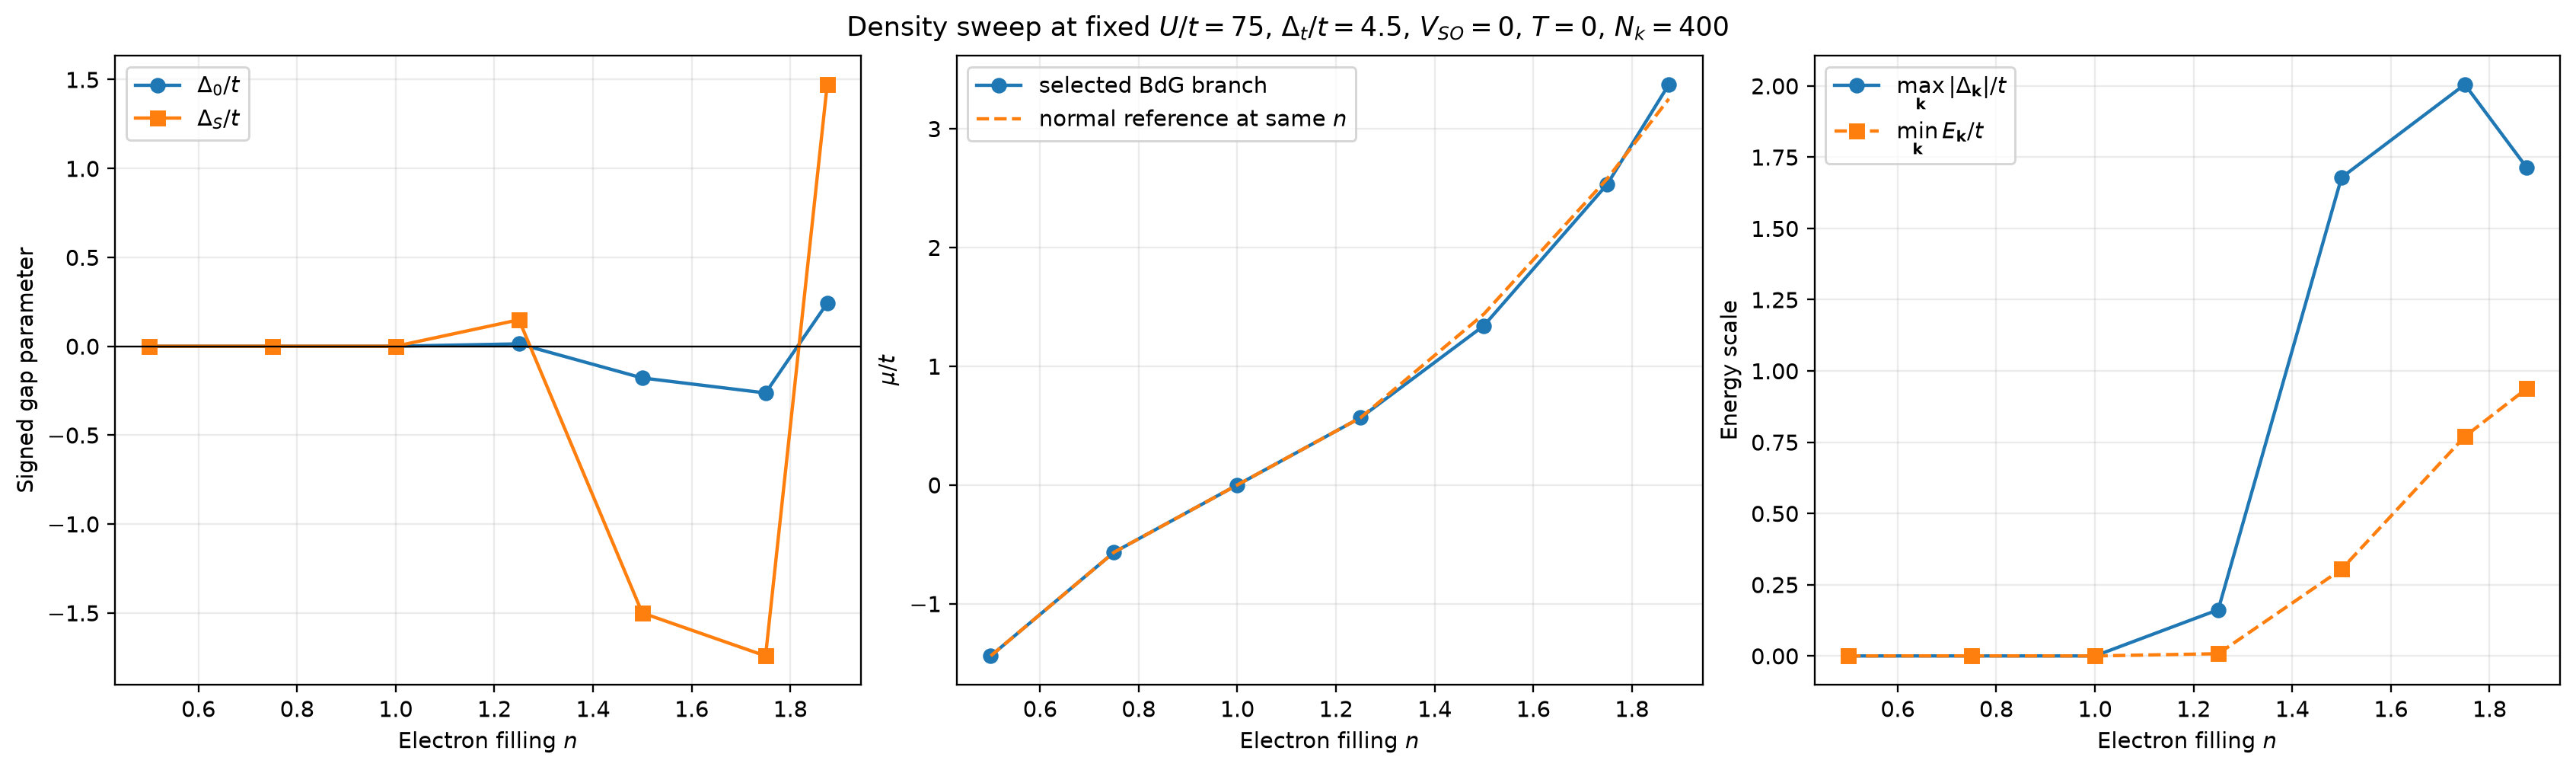 Density sweep at fixed U/t = 75, Δ_t/t = 4.5, V_SO = 0, T = 0, N_k = 400
Signed gap parameter
1.5
1.0
0.5
0.0
−0.5
−1.0
−1.5
Δ_0/t
Δ_S/t
0.6 0.8 1.0 1.2 1.4 1.6 1.8
Electron filling n
μ/t
3
2
1
0
−1
selected BdG branch
normal reference at same n
0.6 0.8 1.0 1.2 1.4 1.6 1.8
Electron filling n
Energy scale
2.00
1.75
1.50
1.25
1.00
0.75
0.50
0.25
0.00
max_k |Δ_k|/t
min_k E_k/t
0.6 0.8 1.0 1.2 1.4 1.6 1.8
Electron filling n